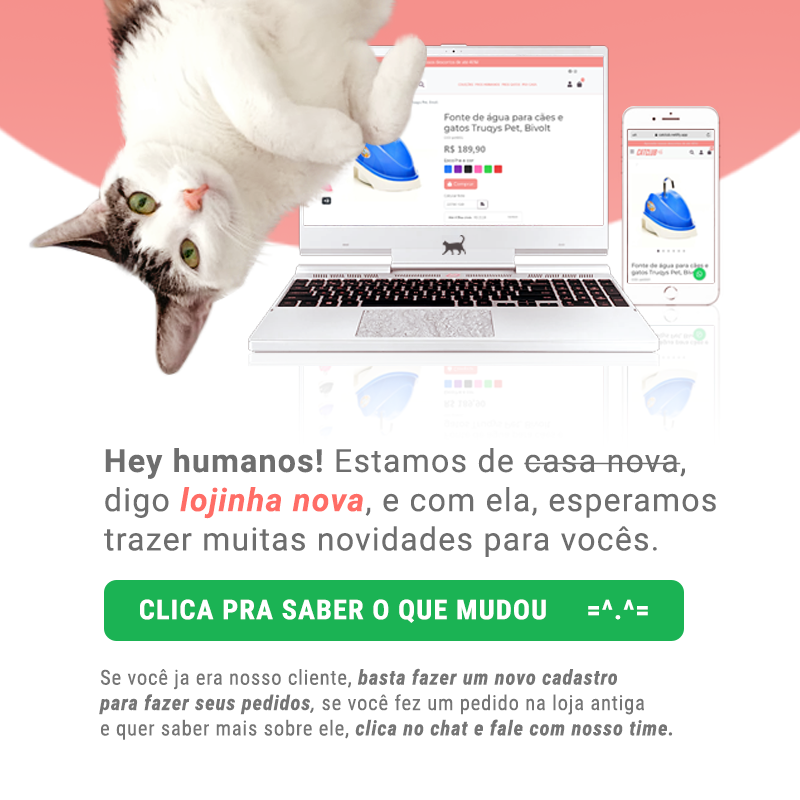 Fonte de água para cães e
gatos Truqys Pet, Bivolt
R$ 189,90
Comprar
CATCLUB
Fonte de água para cães e
gatos Truqys Pet, Biv
Hey humanos! Estamos de casa nova,
digo lojinha nova, e com ela, esperamos
trazer muitas novidades para vocês.
CLICA PRA SABER O QUE MUDOU =^.^=
Se você ja era nosso cliente, basta fazer um novo cadastro
para fazer seus pedidos, se você fez um pedido na loja antiga
e quer saber mais sobre ele, clica no chat e fale com nosso time.